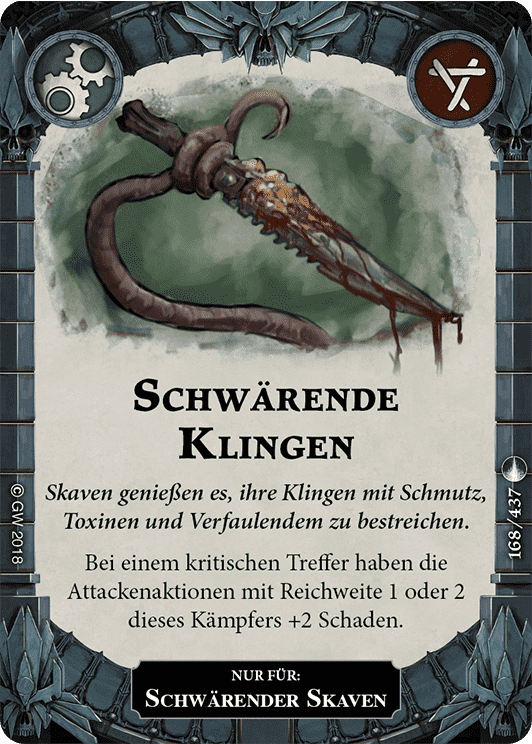 Schwärende
Klingen
Skaven genießen es, ihre Klingen mit Schmutz,
Toxinen und Verfaulendem zu bestreichen.
Bei einem kritischen Treffer haben die
Attackenaktionen mit Reichweite 1 oder 2
dieses Kämpfers +2 Schaden.
© GW 2018
168/437
NUR FÜR:
Schwärender Skaven